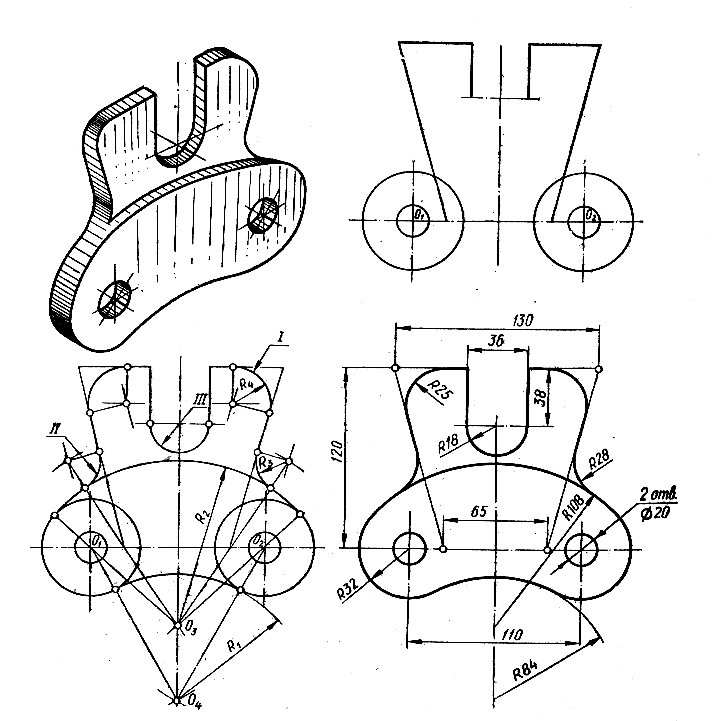 O₁
O₂
I
R₄
III
II
R₃
R₂
O₁
O₂
O₃
R₁
O₄
130
36
R25
38
R18
120
R28
R108
2 отв.
Ø20
65
R32
110
R84